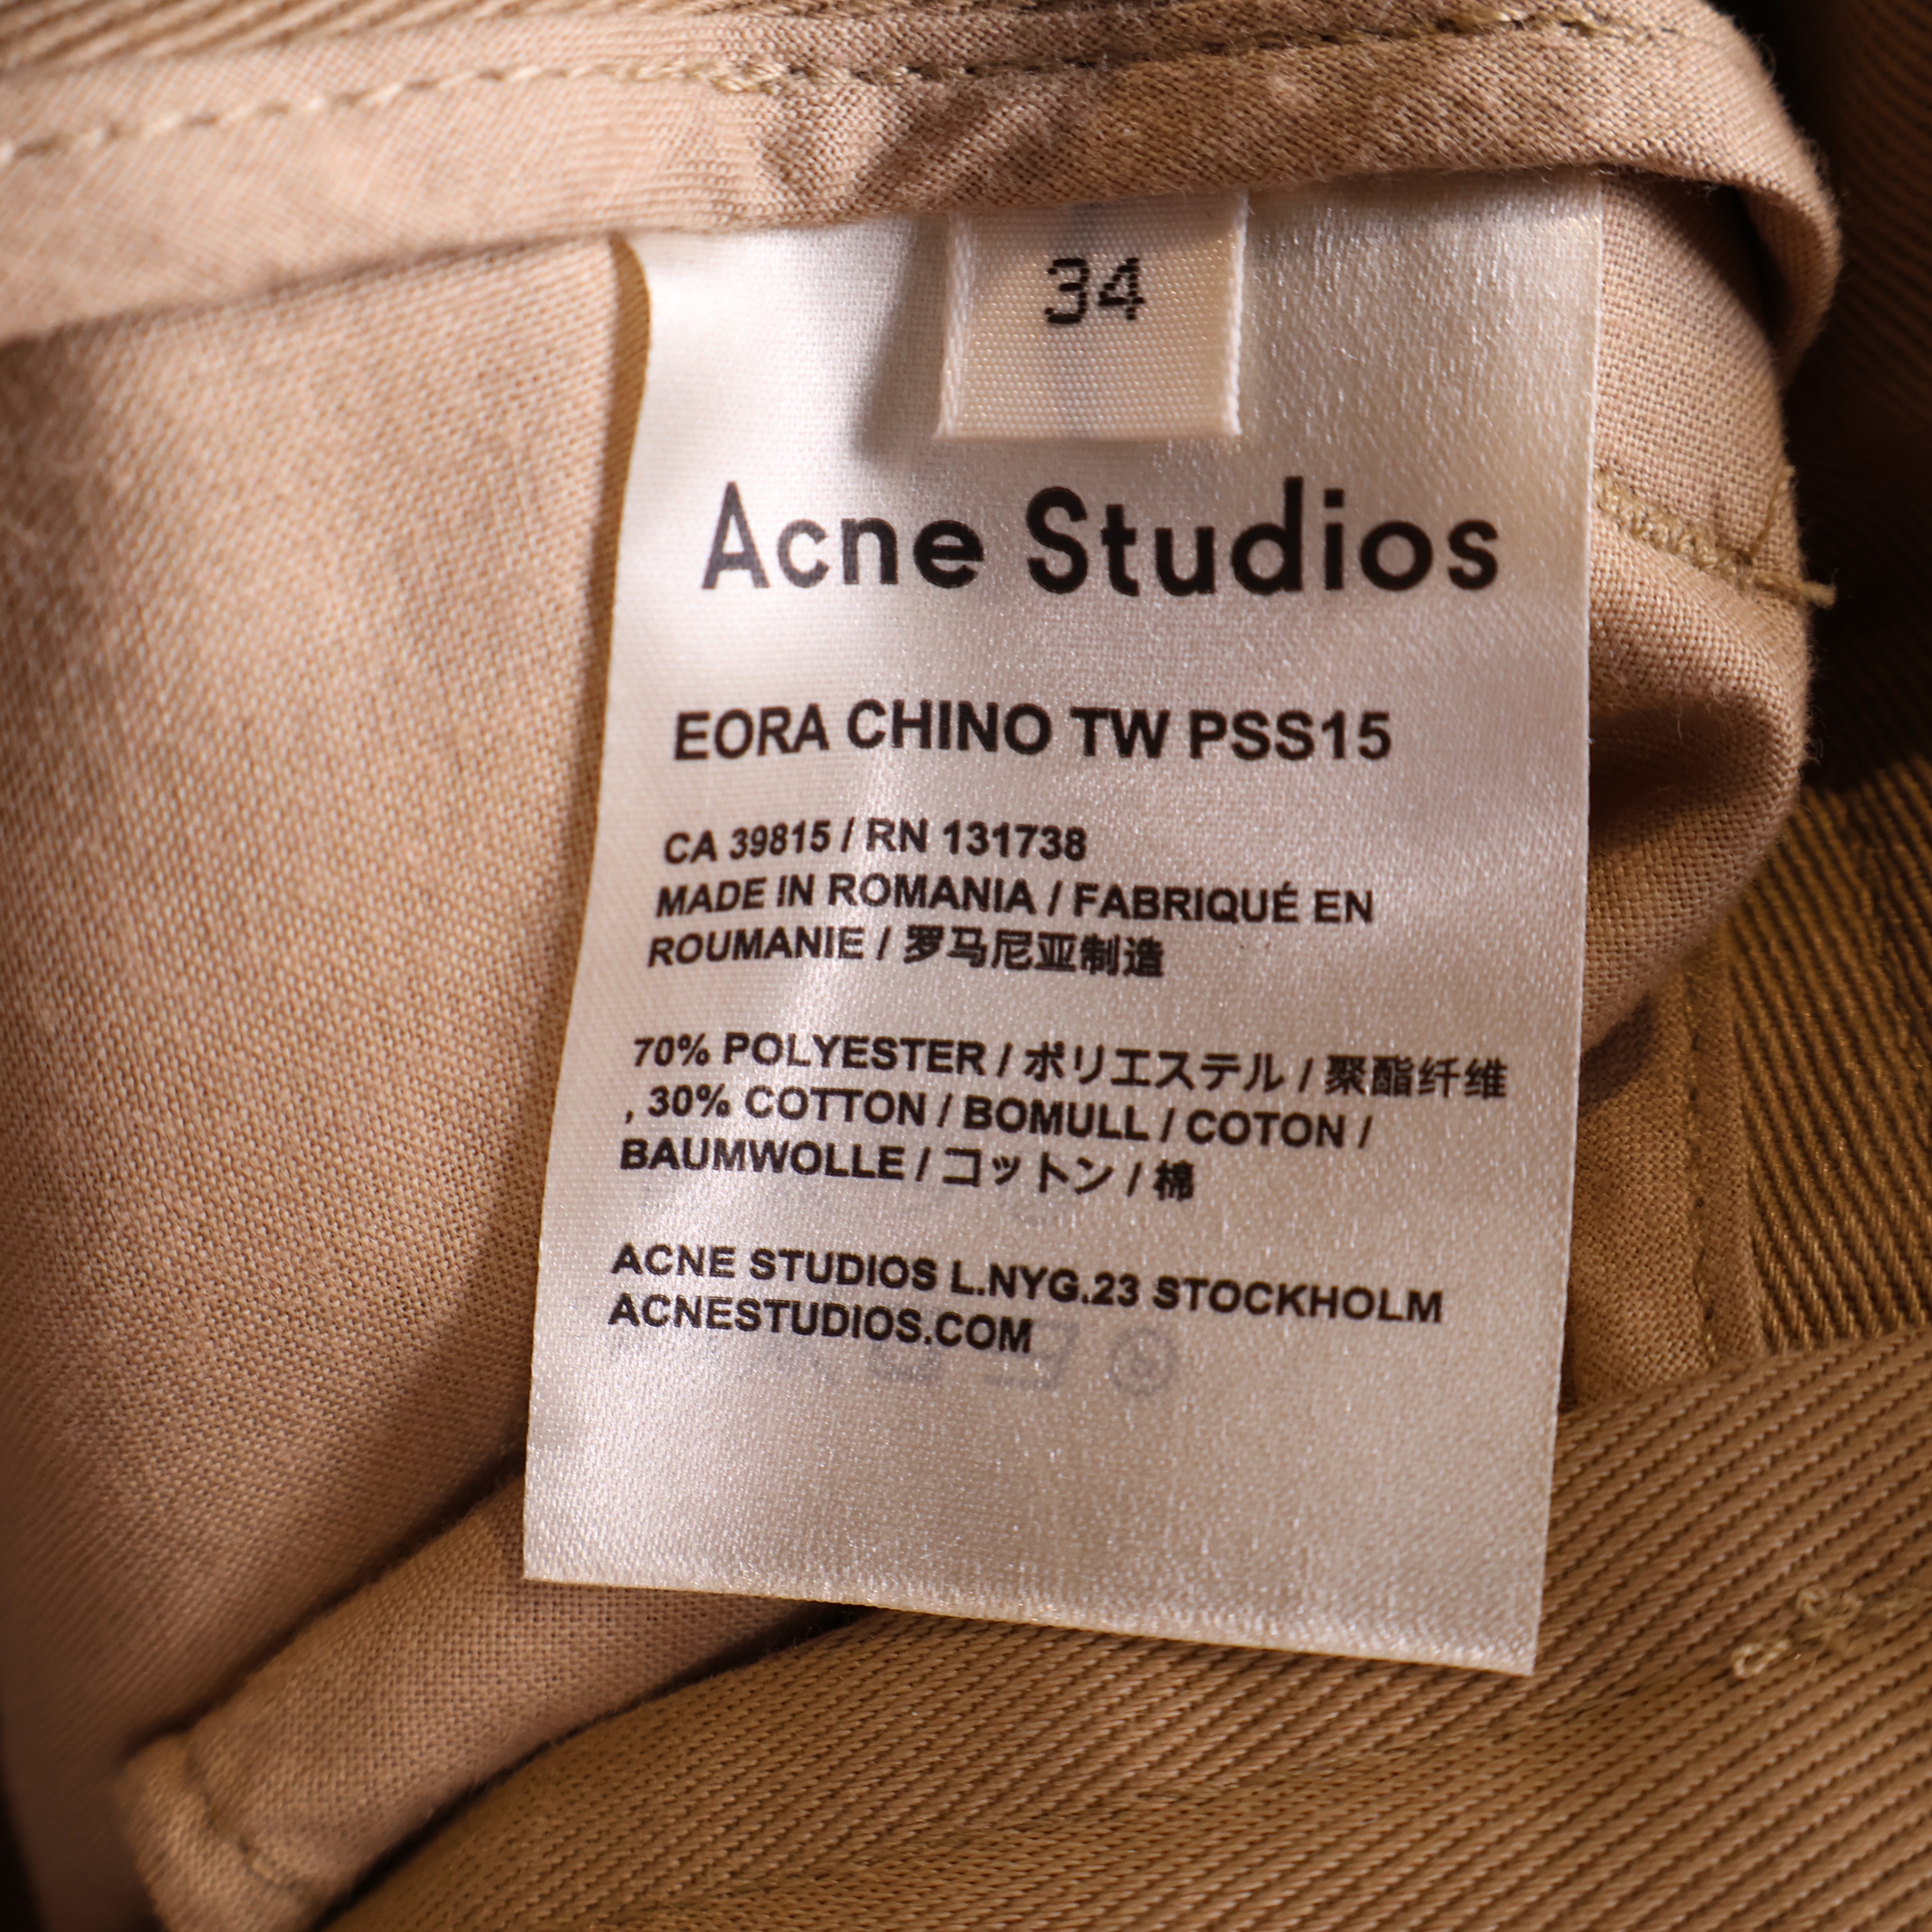 34
Acne Studios
EORA CHINO TW PSS15
CA 39815 / RN 131738
MADE IN ROMANIA / FABRIQUÉ EN
ROUMANIE / 罗马尼亚制造
70% POLYESTER / ポリエステル / 聚酯纤维
, 30% COTTON / BOMULL / COTON /
BAUMWOLLE / コットン / 棉
ACNE STUDIOS L.NYG.23 STOCKHOLM
ACNESTUDIOS.COM